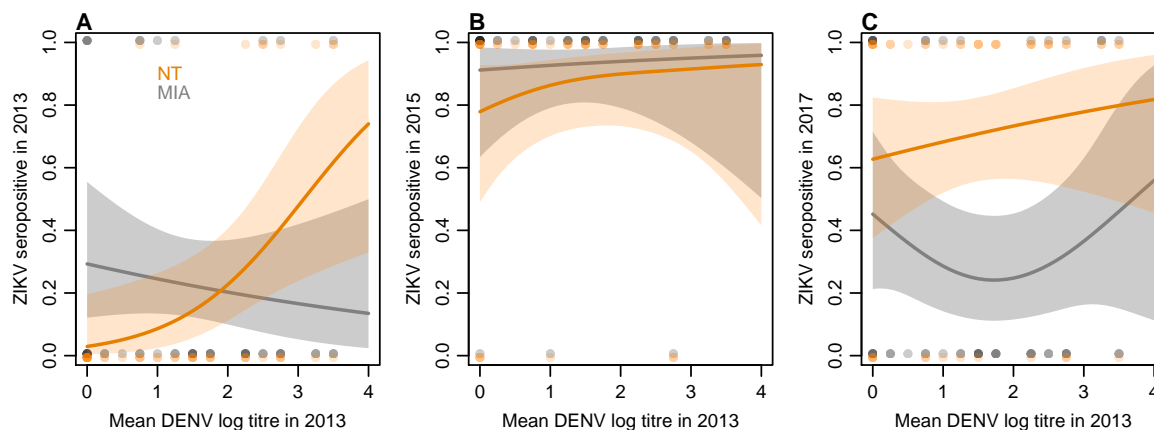 A
ZIKV seropositive in 2013
1.0
0.8
0.6
0.4
0.2
0.0
NT
MIA
0 1 2 3 4
Mean DENV log titre in 2013
B
ZIKV seropositive in 2015
1.0
0.8
0.6
0.4
0.2
0.0
0 1 2 3 4
Mean DENV log titre in 2013
C
ZIKV seropositive in 2017
1.0
0.8
0.6
0.4
0.2
0.0
0 1 2 3 4
Mean DENV log titre in 2013